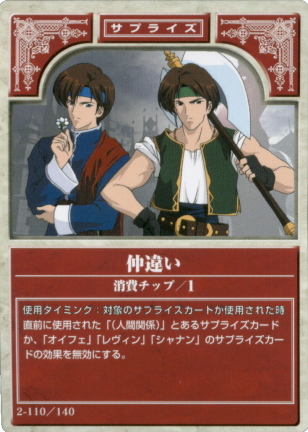 サプライズ
仲違い
消費チップ／1
使用タイミング：対象のサプライズカードが使用された時
直前に使用された「（人間関係）」とあるサプライズカード
か、「オイフェ」「レヴィン」「シャナン」のサプライズカー
ドの効果を無効にする。
2-110／140